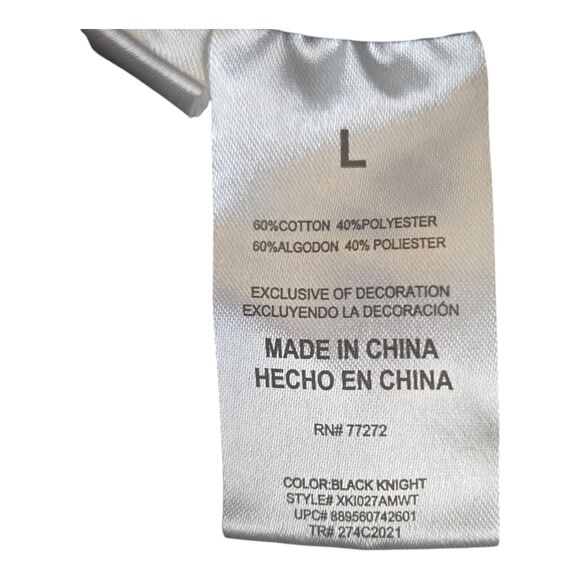 L
60%COTTON 40%POLYESTER
60%ALGODON 40% POLIESTER
EXCLUSIVE OF DECORATION
EXCLUYENDO LA DECORACIÓN
MADE IN CHINA
HECHO EN CHINA
RN# 77272
COLOR:BLACK KNIGHT
STYLE# XKI027AMWT
UPC# 889560742601
TR# 274C2021